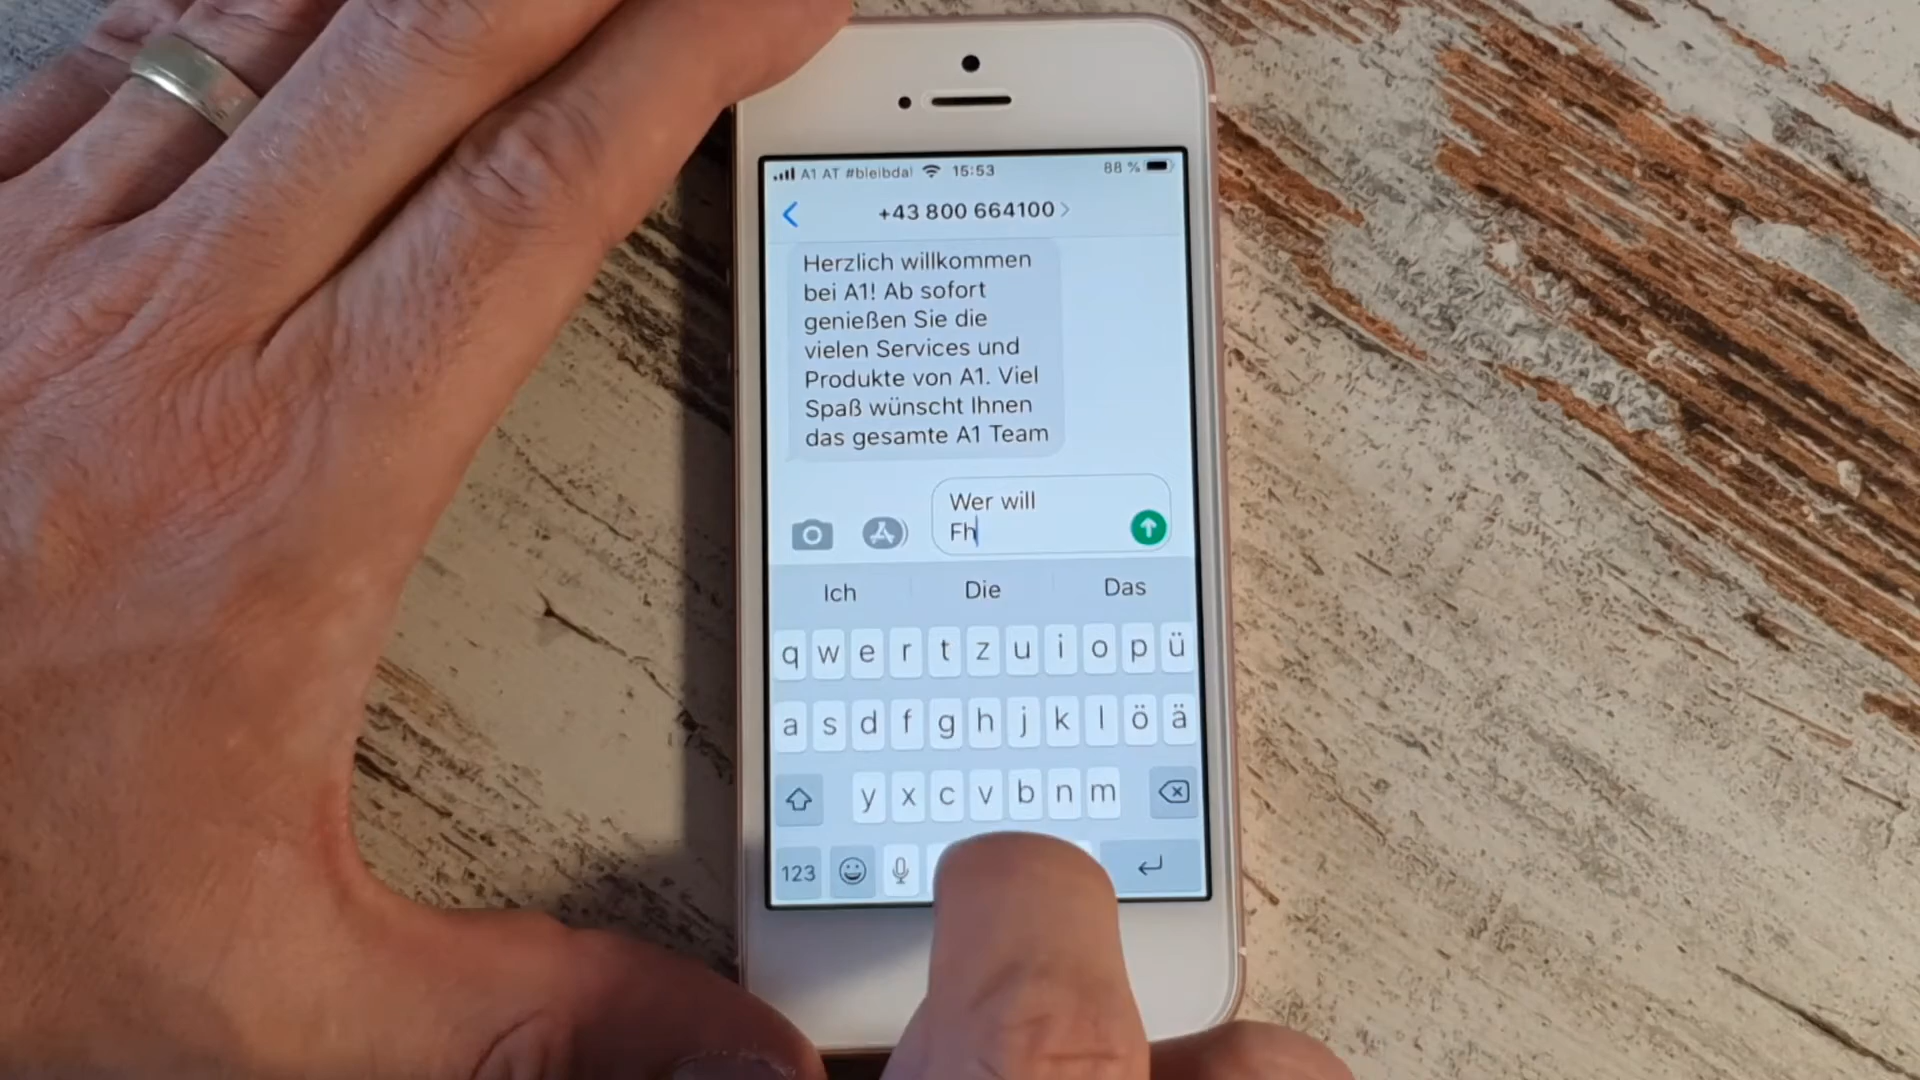 A1 AT #bleibdaI 15:53 88 %
+43 800 664100
Herzlich willkommen
bei A1! Ab sofort
genießen Sie die
vielen Services und
Produkte von A1. Viel
Spaß wünscht Ihnen
das gesamte A1 Team
Wer will
Fh
Ich Die Das
q w e r t z u i o p ü
a s d f g h j k l ö ä
y x c v b n m
123